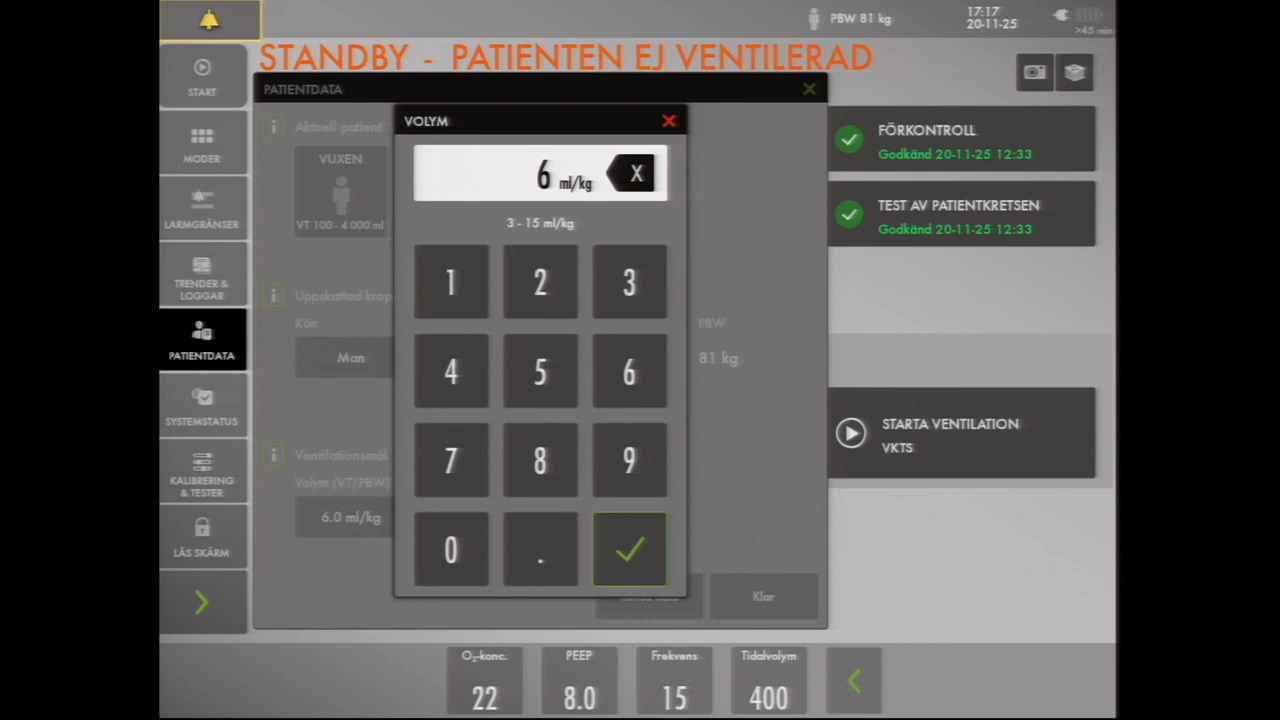 PBW 81 kg
17:17
20-11-25
>45 min
STANDBY - PATIENTEN EJ VENTILERAD
START
MODER
LARMGRÄNSER
TRENDER &
LOGGAR
PATIENTDATA
SYSTEMSTATUS
KALIBRERING
& TESTER
LÅS SKÄRM
PATIENTDATA
X
Aktuell patient
VUXEN
VT 100 - 4 000 ml
Uppskattad krop
Kön
Man
PBW
81 kg
Ventilationsmål
Volym (VT/PBW)
6.0 ml/kg
Klar
VOLYM
X
6 ml/kg
X
3 - 15 ml/kg
1 2 3
4 5 6
7 8 9
0 .
FÖRKONTROLL
Godkänd 20-11-25 12:33
TEST AV PATIENTKRETSEN
Godkänd 20-11-25 12:33
STARTA VENTILATION
VKTS
O₂-konc. PEEP Frekvens Tidalvolym
22 8.0 15 400